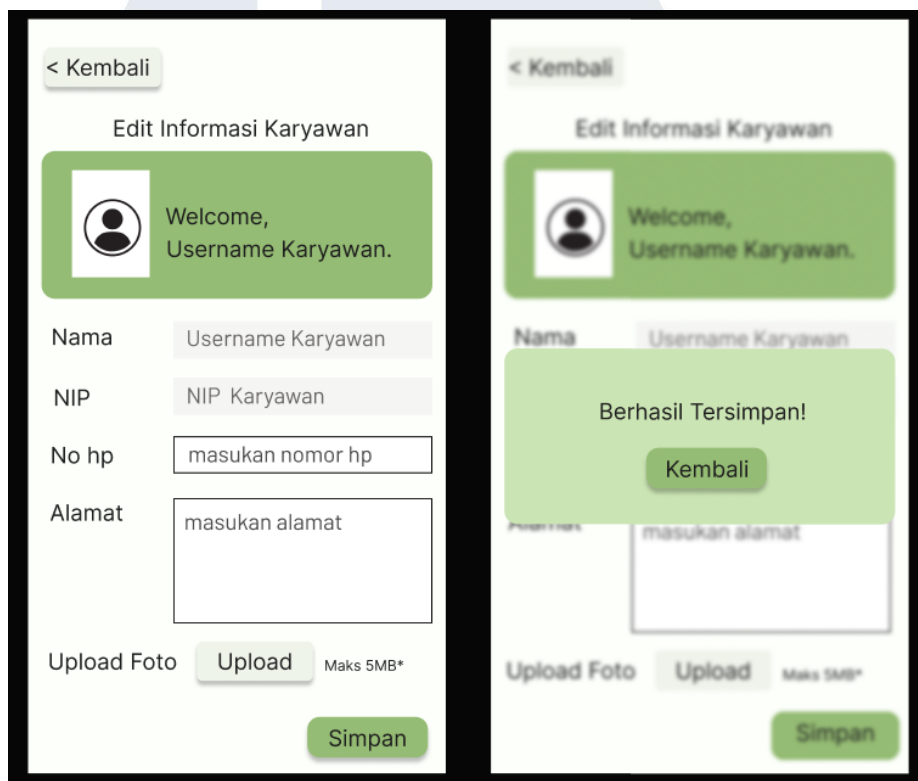 < Kembali
Edit Informasi Karyawan
Welcome,
Username Karyawan.
Nama
Username Karyawan
NIP
NIP Karyawan
No hp
masukan nomor hp
Alamat
masukan alamat
Upload Foto
Upload
Maks 5MB*
Simpan
< Kembali
Edit Informasi Karyawan
Welcome,
Username Karyawan.
Nama
Username Karyawan
Berhasil Tersimpan!
Kembali
Alamat
masukan alamat
Upload Foto
Upload
Maks 5MB*
Simpan